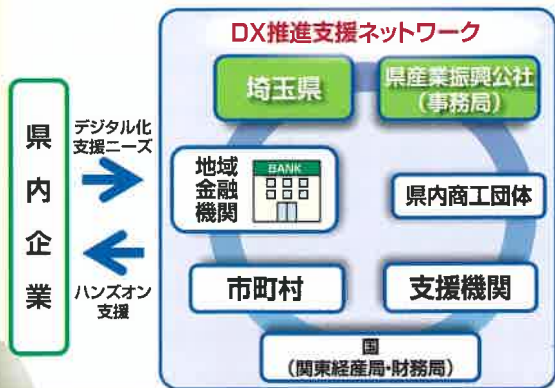 DX推進支援ネットワーク
埼玉県
県産業振興公社
（事務局）
県内企業
デジタル化
支援ニーズ
ハンズオン
支援
地域
金融
機関
BANK
県内商工団体
市町村
支援機関
国
（関東経産局・財務局）